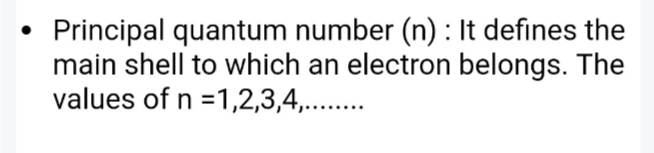 • Principal quantum number (n) : It defines the
main shell to which an electron belongs. The
values of n =1,2,3,4,........